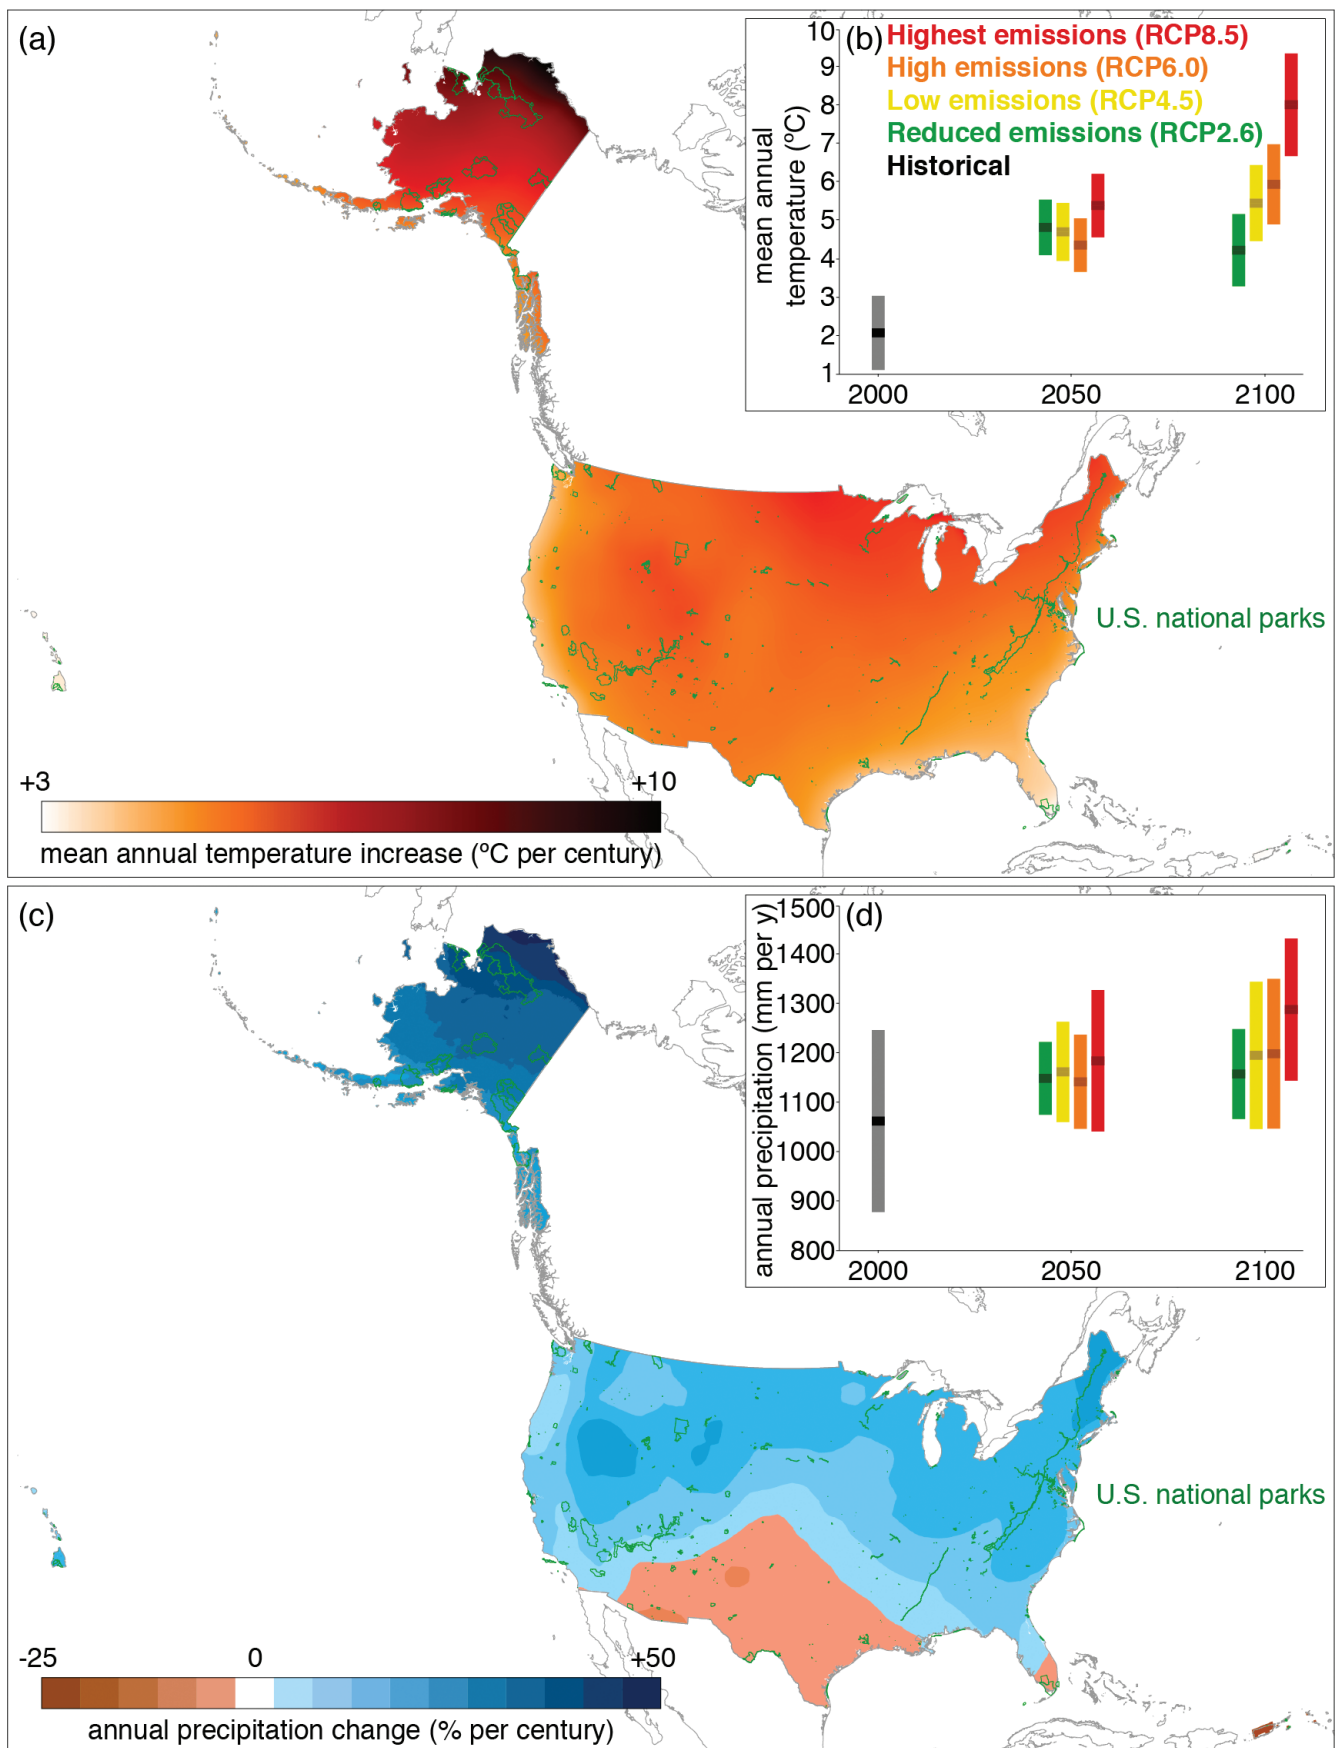 (a)
(b)
Highest emissions (RCP8.5)
High emissions (RCP6.0)
Low emissions (RCP4.5)
Reduced emissions (RCP2.6)
Historical
mean annual
temperature (ºC)
10
9
8
7
6
5
4
3
2
1
2000 2050 2100
U.S. national parks
+3 +10
mean annual temperature increase (ºC per century)
(c)
(d)
annual precipitation (mm per y)
1500
1400
1300
1200
1100
1000
900
800
2000 2050 2100
U.S. national parks
-25 0 +50
annual precipitation change (% per century)